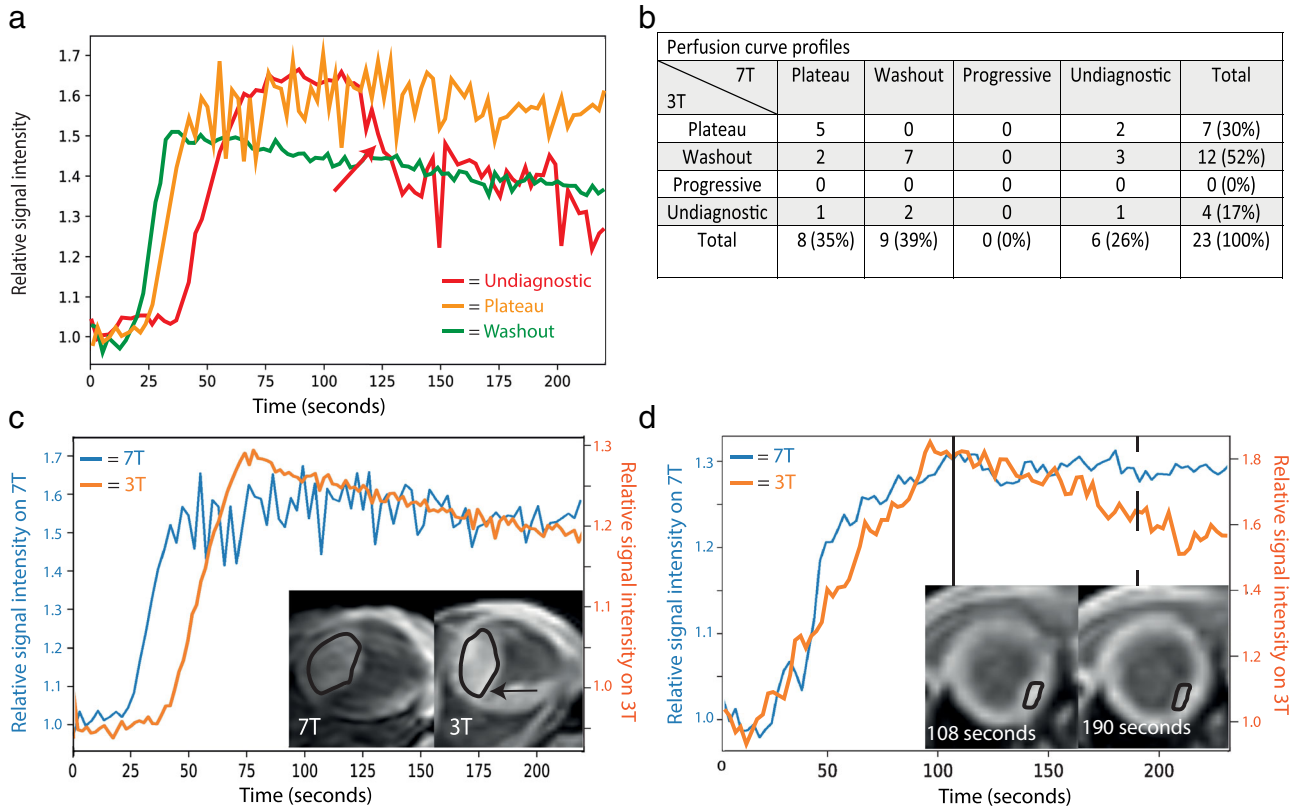 a
Relative signal intensity
1.7
1.6
1.5
1.4
1.3
1.2
1.1
1.0
0 25 50 75 100 125 150 175 200
Time (seconds)
= Undiagnostic
= Plateau
= Washout
b
Perfusion curve profiles
7T
3T
Plateau Washout Progressive Undiagnostic Total
Plateau 5 0 0 2 7 (30%)
Washout 2 7 0 3 12 (52%)
Progressive 0 0 0 0 0 (0%)
Undiagnostic 1 2 0 1 4 (17%)
Total 8 (35%) 9 (39%) 0 (0%) 6 (26%) 23 (100%)
c
Relative signal intensity on 7T
1.7
1.6
1.5
1.4
1.3
1.2
1.1
1.0
= 7T
= 3T
7T
3T
1.3
1.2
1.1
1.0
Relative signal intensity on 3T
0 25 50 75 100 125 150 175 200
Time (seconds)
d
Relative signal intensity on 7T
1.3
1.2
1.1
1.0
= 7T
= 3T
108 seconds
190 seconds
1.8
1.6
1.4
1.2
1.0
Relative signal intensity on 3T
0 50 100 150 200
Time (seconds)